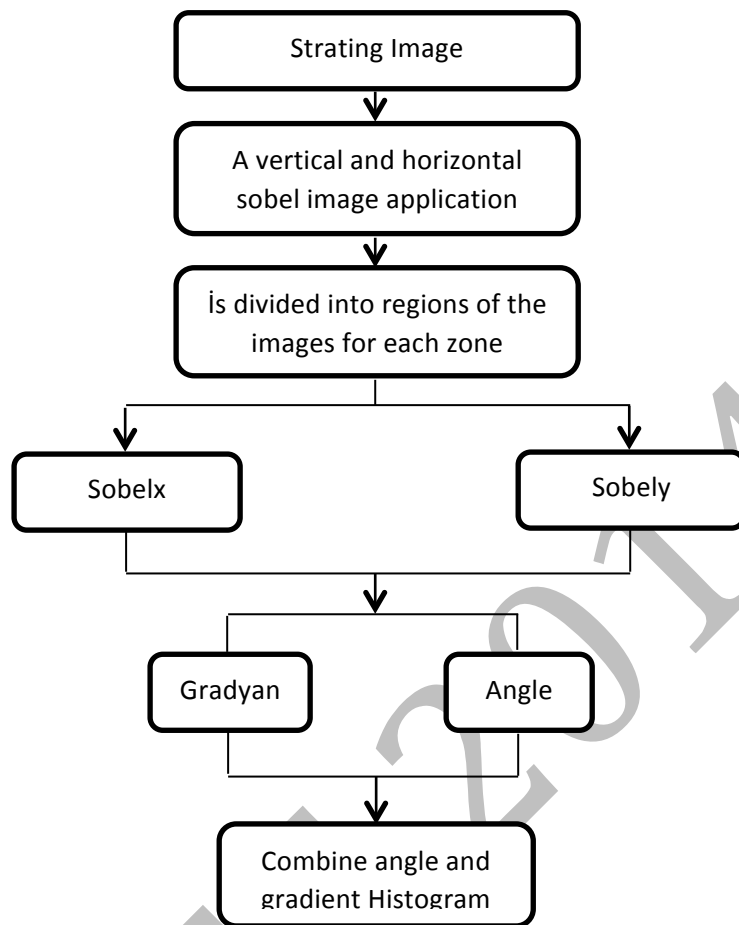 Strating Image
A vertical and horizontal
sobel image application
İs divided into regions of the
images for each zone
Sobelx
Sobely
Gradyan
Angle
Combine angle and
gradient Histogram